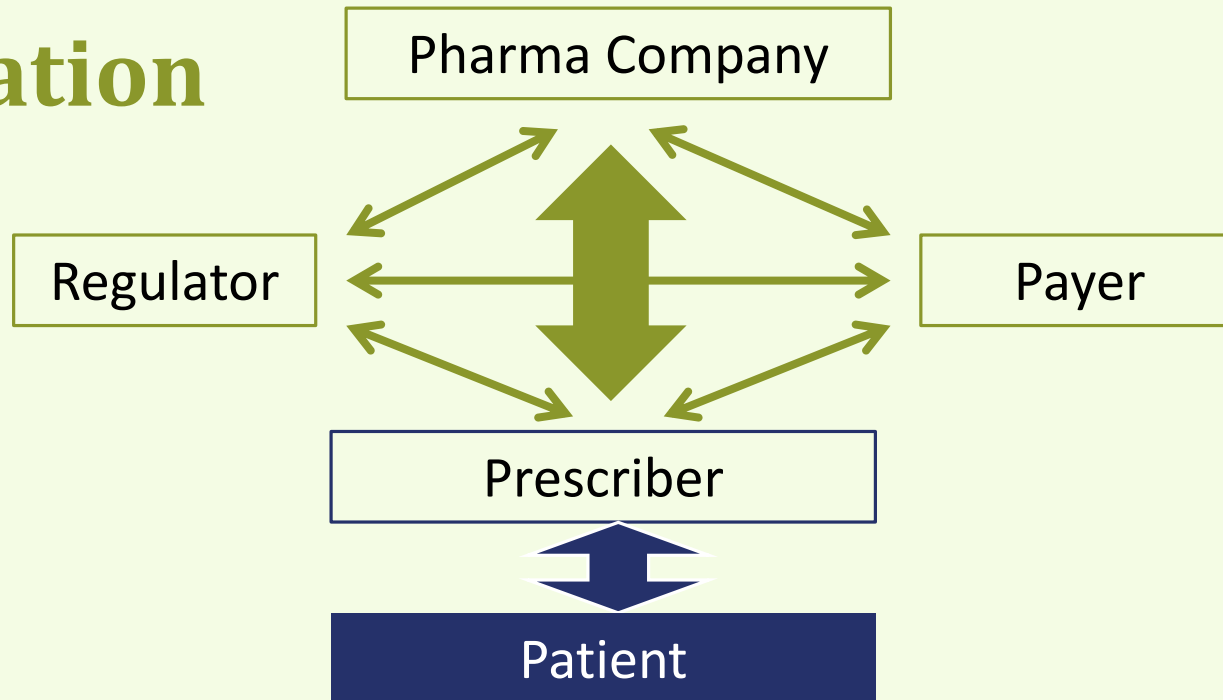 ation
Pharma Company
Regulator
Payer
Prescriber
Patient